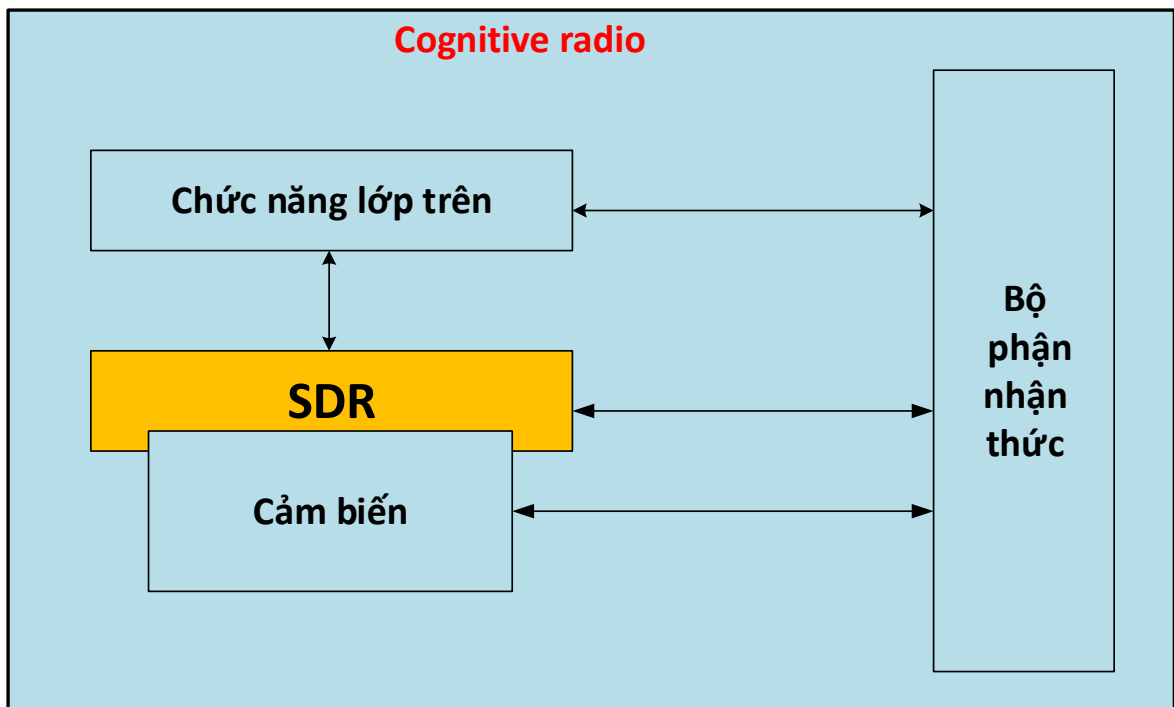 Cognitive radio
Chức năng lớp trên
SDR
Cảm biến
Bộ
phận
nhận
thức